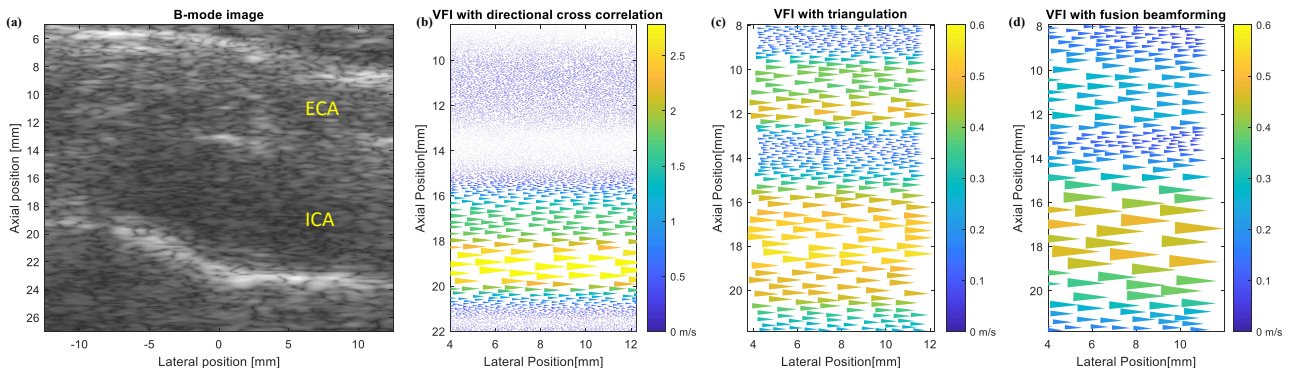 (a)
B-mode image
6
8
10
12
14
16
18
20
22
24
26
Axial position [mm]
ECA
ICA
-10 -5 0 5 10
Lateral position [mm]
(b)
VFI with directional cross correlation
10
12
14
16
18
20
22
Axial Position[mm]
4 6 8 10 12
Lateral Position[mm]
2.5
2
1.5
1
0.5
0 m/s
(c)
VFI with triangulation
8
10
12
14
16
18
20
Axial Position[mm]
4 6 8 10 12
Lateral Position[mm]
0.6
0.5
0.4
0.3
0.2
0.1
0 m/s
(d)
VFI with fusion beamforming
8
10
12
14
16
18
20
Axial Position[mm]
4 6 8 10
Lateral Position[mm]
0.6
0.5
0.4
0.3
0.2
0.1
0 m/s